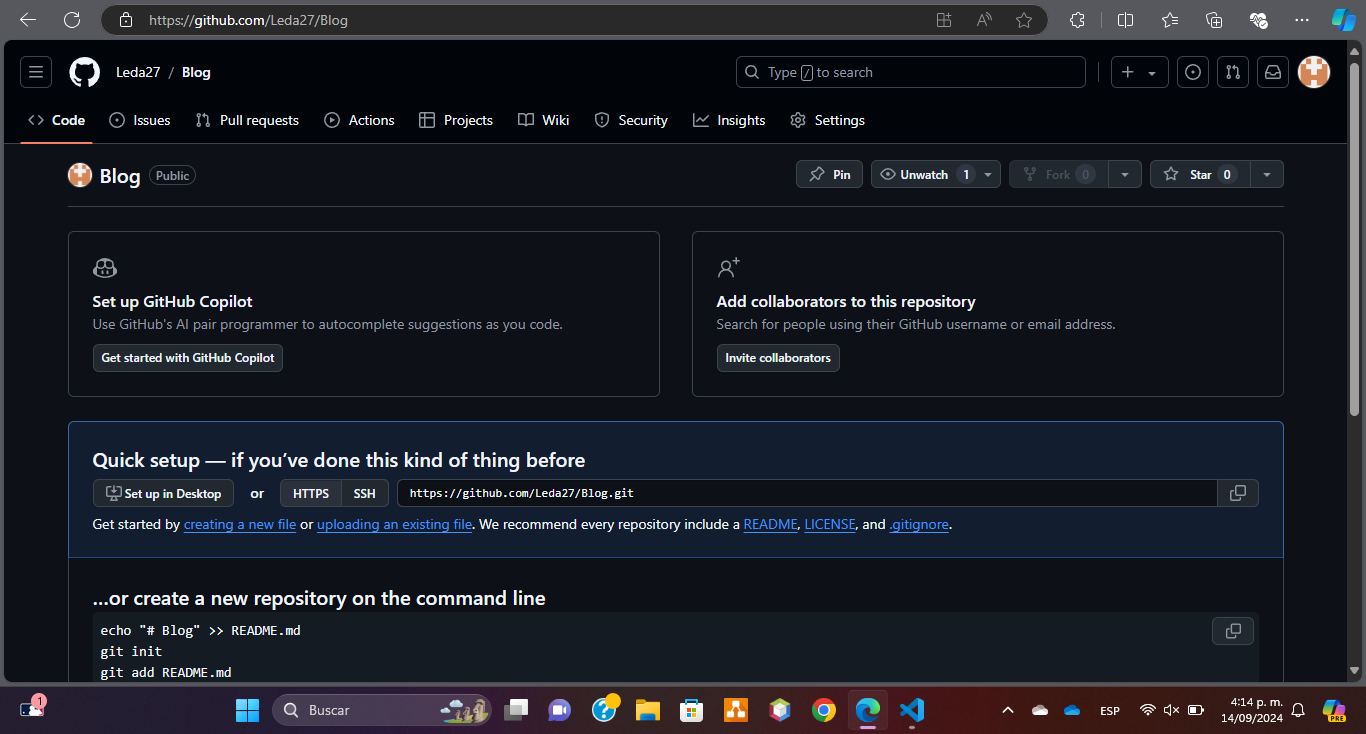 https://github.com/Leda27/Blog
Leda27 / Blog
Type / to search
Code Issues Pull requests Actions Projects Wiki Security Insights Settings
Blog Public
Pin Unwatch 1 Fork 0 Star 0
Set up GitHub Copilot
Use GitHub's AI pair programmer to autocomplete suggestions as you code.
Get started with GitHub Copilot
Add collaborators to this repository
Search for people using their GitHub username or email address.
Invite collaborators
Quick setup — if you’ve done this kind of thing before
Set up in Desktop or HTTPS SSH https://github.com/Leda27/Blog.git
Get started by creating a new file or uploading an existing file. We recommend every repository include a README, LICENSE, and .gitignore.
…or create a new repository on the command line
echo "# Blog" >> README.md
git init
git add README.md
1
Buscar
ESP
4:14 p. m.
14/09/2024
PRE